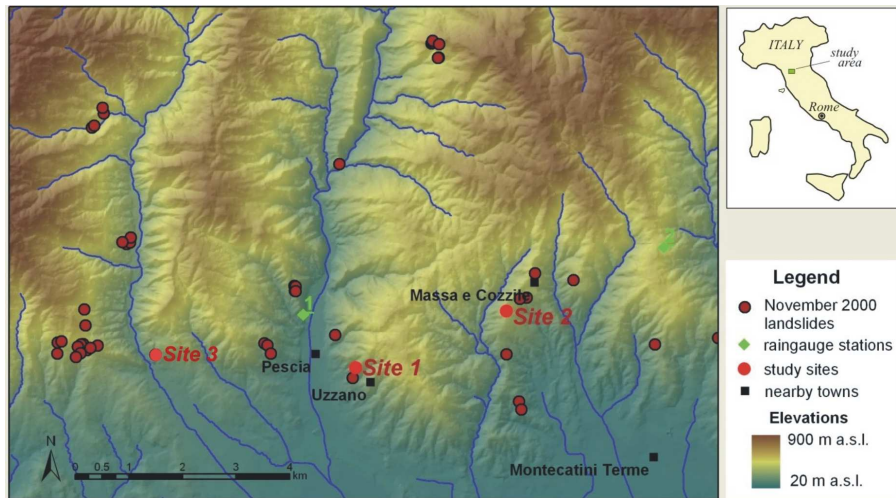 1
2
Massa e Cozzile
Site 2
Site 3
Pescia
Site 1
Uzzano
Montecatini Terme
N
0 0.5 1 2 3 4
km
ITALY
study
area
Rome
Legend
November 2000
landslides
raingauge stations
study sites
nearby towns
Elevations
900 m a.s.l.
20 m a.s.l.